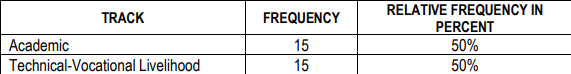 TRACK FREQUENCY RELATIVE FREQUENCY IN PERCENT
Academic 15 50%
Technical-Vocational Livelihood 15 50%